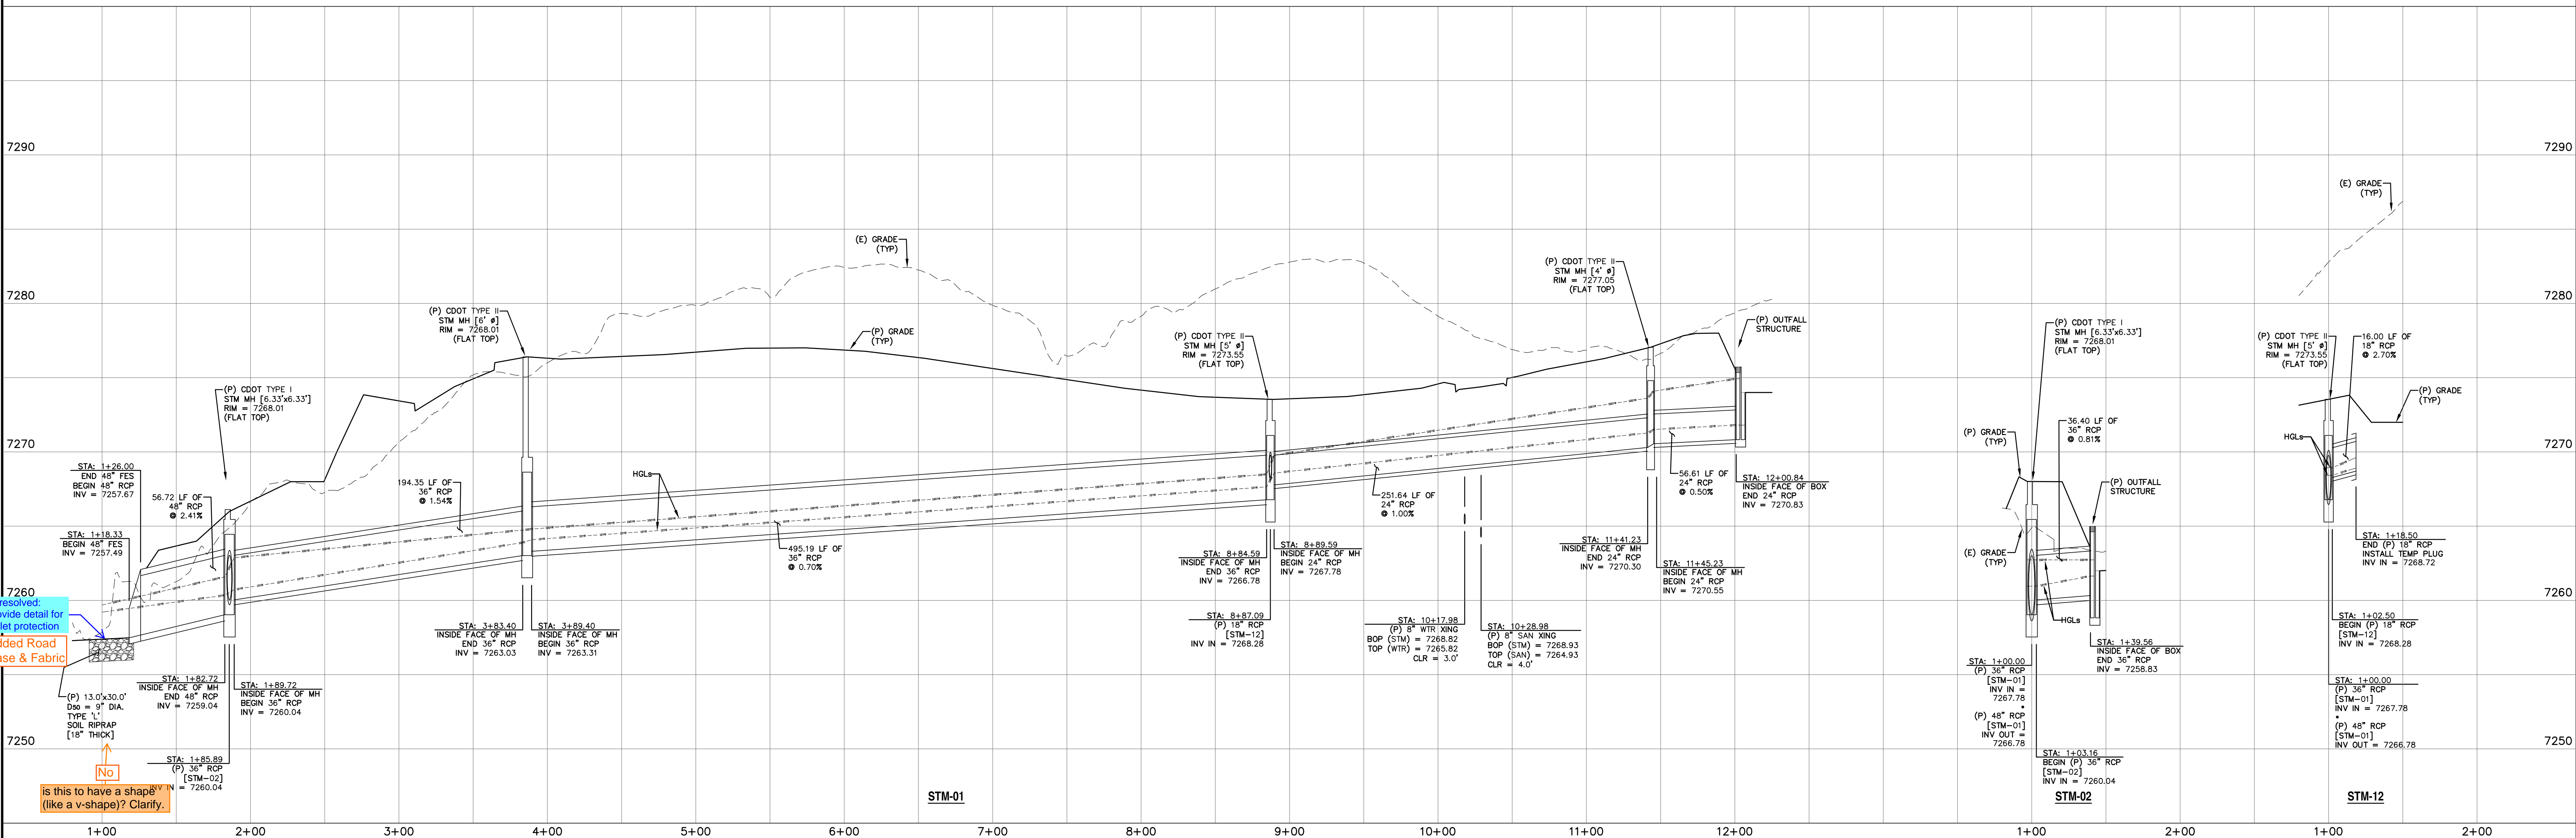 7290
7280
7270
7260
7250
(P) CDOT TYPE I
STM MH [6.33'x6.33']
RIM = 7268.01
(FLAT TOP)
STA: 1+26.00
END 48" FES
BEGIN 48" RCP
INV = 7257.67
56.72 LF OF
48" RCP
@ 2.41%
STA: 1+18.33
BEGIN 48" FES
INV = 7257.49
resolved:
vide detail for
let protection
dded Road
ase & Fabric
(P) 13.0'x30.0'
D50 = 9" DIA.
TYPE 'L'
SOIL RIPRAP
[18" THICK]
No
is this to have a shape
(like a v-shape)? Clarify.
STA: 1+82.72
INSIDE FACE OF MH
END 48" RCP
INV = 7259.04
STA: 1+89.72
INSIDE FACE OF MH
BEGIN 36" RCP
INV = 7260.04
STA: 1+85.89
(P) 36" RCP
[STM-02]
INV IN = 7260.04
(P) CDOT TYPE II
STM MH [6' ø]
RIM = 7268.01
(FLAT TOP)
194.35 LF OF
36" RCP
@ 1.54%
HGLs
STA: 3+83.40
INSIDE FACE OF MH
END 36" RCP
INV = 7263.03
STA: 3+89.40
INSIDE FACE OF MH
BEGIN 36" RCP
INV = 7263.31
(E) GRADE
(TYP)
(P) GRADE
(TYP)
495.19 LF OF
36" RCP
@ 0.70%
(P) CDOT TYPE II
STM MH [5' ø]
RIM = 7273.55
(FLAT TOP)
STA: 8+84.59
INSIDE FACE OF MH
END 36" RCP
INV = 7266.78
STA: 8+89.59
INSIDE FACE OF MH
BEGIN 24" RCP
INV = 7267.78
STA: 8+87.09
(P) 18" RCP
[STM-12]
INV IN = 7268.28
251.64 LF OF
24" RCP
@ 1.00%
STA: 10+17.98
(P) 8" WTR XING
BOP (STM) = 7268.82
TOP (WTR) = 7265.82
CLR = 3.0'
STA: 10+28.98
(P) 8" SAN XING
BOP (STM) = 7268.93
TOP (SAN) = 7264.93
CLR = 4.0'
(P) CDOT TYPE II
STM MH [4' ø]
RIM = 7277.05
(FLAT TOP)
STA: 11+41.23
INSIDE FACE OF MH
END 24" RCP
INV = 7270.30
STA: 11+45.23
INSIDE FACE OF MH
BEGIN 24" RCP
INV = 7270.55
56.61 LF OF
24" RCP
@ 0.50%
(P) OUTFALL
STRUCTURE
STA: 12+00.84
INSIDE FACE OF BOX
END 24" RCP
INV = 7270.83
STM-01
(P) CDOT TYPE I
STM MH [6.33'x6.33']
RIM = 7268.01
(FLAT TOP)
(P) GRADE
(TYP)
(E) GRADE
(TYP)
36.40 LF OF
36" RCP
@ 0.81%
(P) OUTFALL
STRUCTURE
HGLs
STA: 1+00.00
(P) 36" RCP
[STM-01]
INV IN =
7267.78
•
(P) 48" RCP
[STM-01]
INV OUT =
7266.78
STA: 1+39.56
INSIDE FACE OF BOX
END 36" RCP
INV = 7258.83
STA: 1+03.16
BEGIN (P) 36" RCP
[STM-02]
INV IN = 7260.04
STM-02
(E) GRADE
(TYP)
(P) CDOT TYPE II
STM MH [5' ø]
RIM = 7273.55
(FLAT TOP)
16.00 LF OF
18" RCP
@ 2.70%
(P) GRADE
(TYP)
HGLs
STA: 1+18.50
END (P) 18" RCP
INSTALL TEMP PLUG
INV IN = 7268.72
STA: 1+02.50
BEGIN (P) 18" RCP
[STM-12]
INV IN = 7268.28
STA: 1+00.00
(P) 36" RCP
[STM-01]
INV IN = 7267.78
•
(P) 48" RCP
[STM-01]
INV OUT = 7266.78
STM-12
7290
7280
7270
7260
7250
1+00 2+00 3+00 4+00 5+00 6+00 7+00 8+00 9+00 10+00 11+00 12+00 1+00 2+00 1+00 2+00